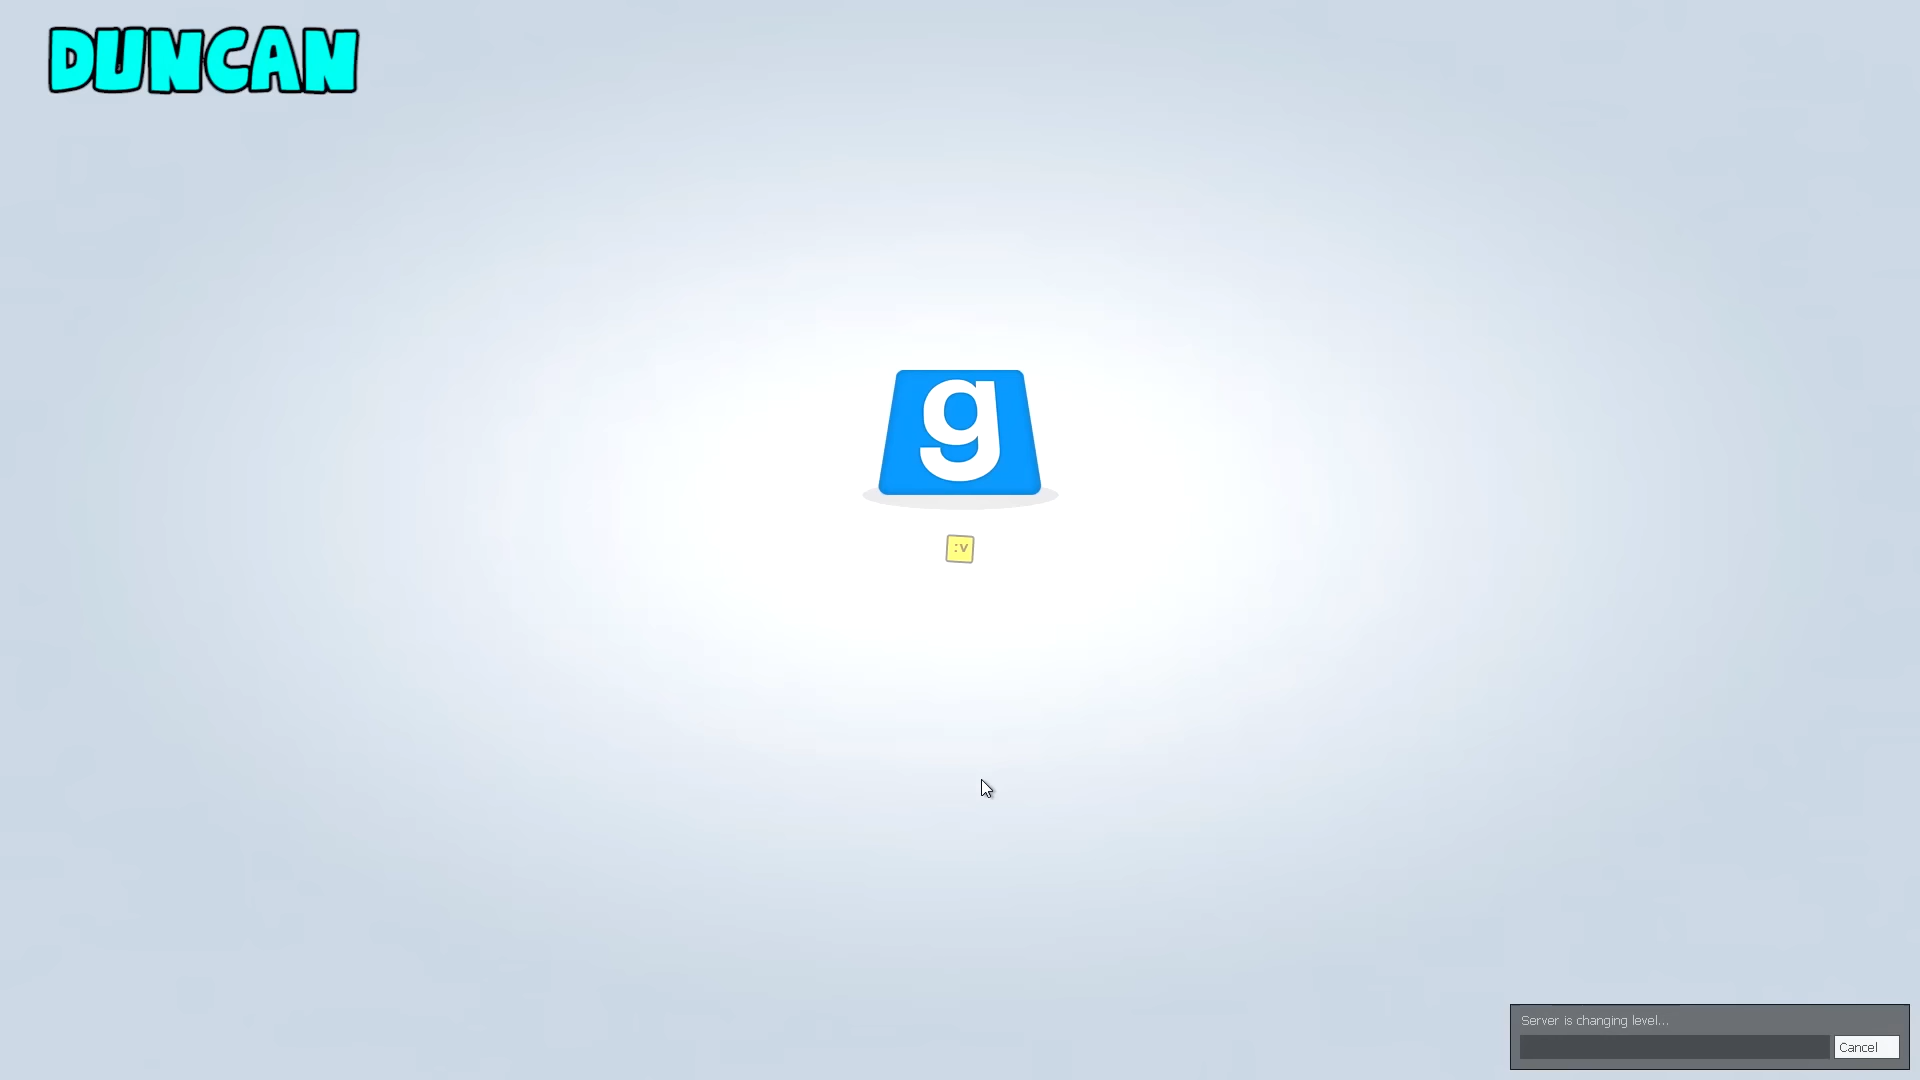 DUNCAN
g
:v
Server is changing level...
Cancel